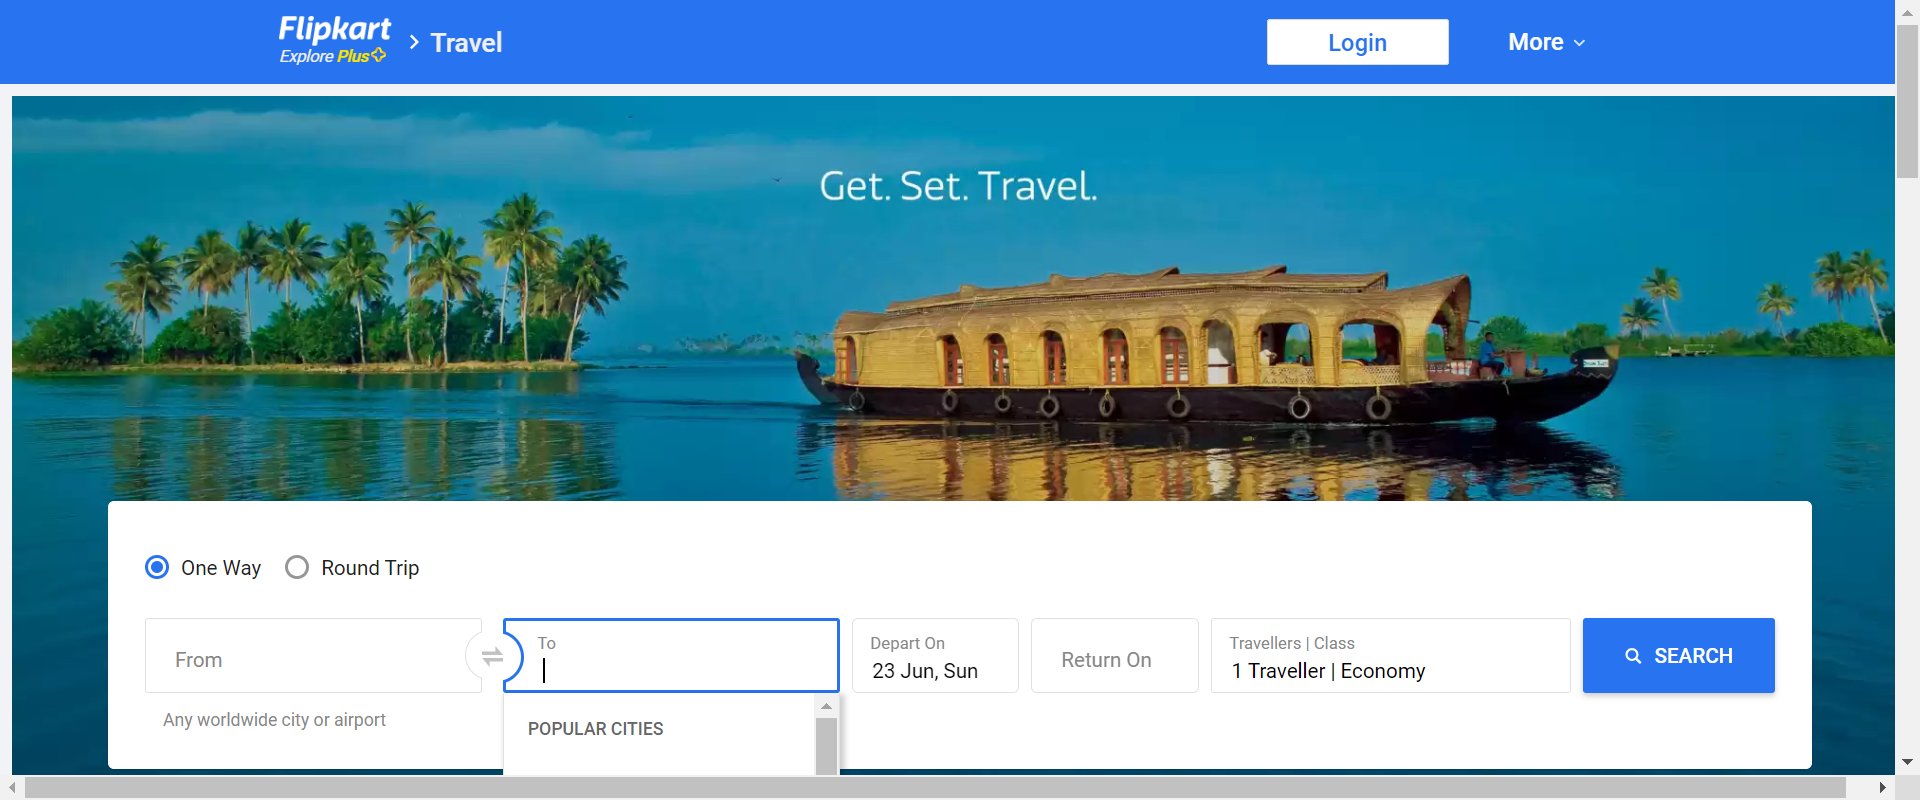 Flipkart
Explore Plus
Travel
Login
More
Get. Set. Travel.
One Way
Round Trip
From
To
Depart On
23 Jun, Sun
Return On
Travellers | Class
1 Traveller | Economy
SEARCH
Any worldwide city or airport
POPULAR CITIES